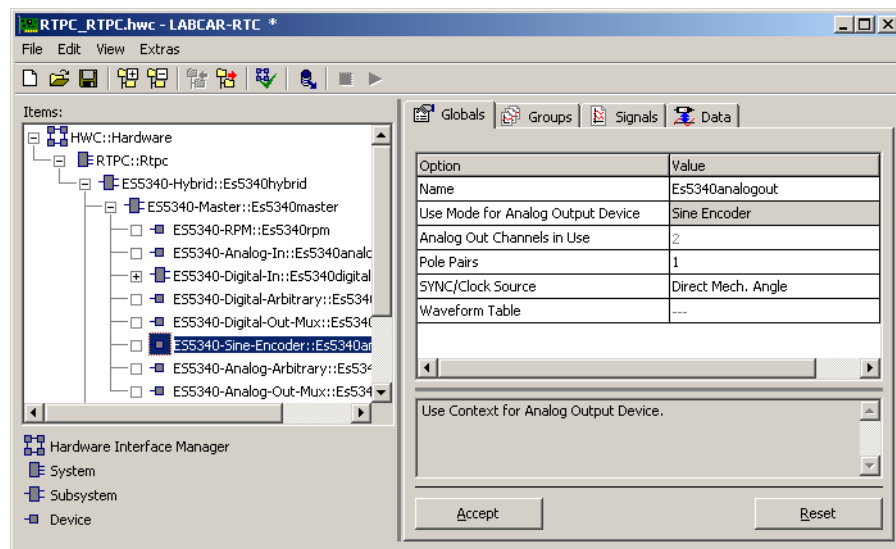 RTPC_RTPC.hwc - LABCAR-RTC *
File Edit View Extras
Items:
HWC::Hardware
RTPC::Rtpc
ES5340-Hybrid::Es5340hybrid
ES5340-Master::Es5340master
ES5340-RPM::Es5340rpm
ES5340-Analog-In::Es5340analo
ES5340-Digital-In::Es5340digital
ES5340-Digital-Arbitrary::Es534
ES5340-Digital-Out-Mux::Es534
ES5340-Sine-Encoder::Es5340an
ES5340-Analog-Arbitrary::Es534
ES5340-Analog-Out-Mux::Es534
Hardware Interface Manager
System
Subsystem
Device
Globals Groups Signals Data
Option Value
Name Es5340analogout
Use Mode for Analog Output Device Sine Encoder
Analog Out Channels in Use 2
Pole Pairs 1
SYNC/Clock Source Direct Mech. Angle
Waveform Table ---
Use Context for Analog Output Device.
Accept Reset